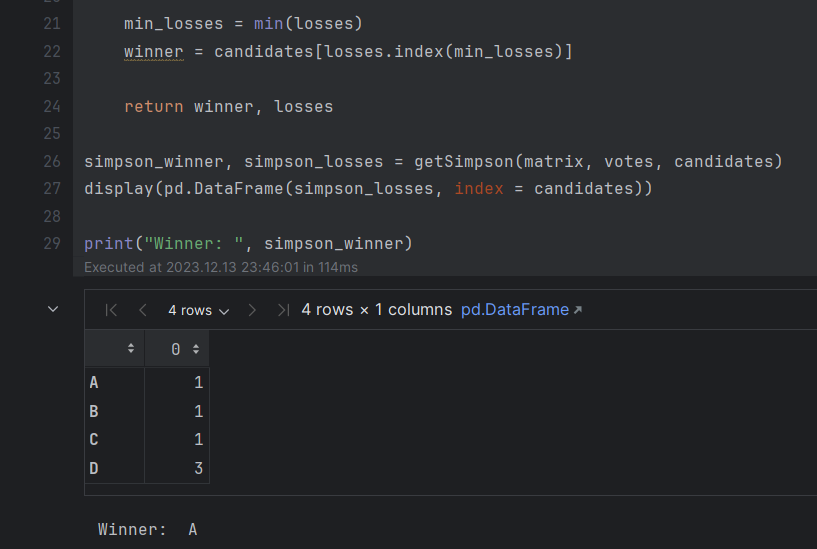 21 min_losses = min(losses)
22 winner = candidates[losses.index(min_losses)]
23
24 return winner, losses
25
26 simpson_winner, simpson_losses = getSimpson(matrix, votes, candidates)
27 display(pd.DataFrame(simpson_losses, index = candidates))
28
29 print("Winner: ", simpson_winner)
Executed at 2023.12.13 23:46:01 in 114ms
4 rows 4 rows × 1 columns pd.DataFrame
0
A 1
B 1
C 1
D 3
Winner:  A